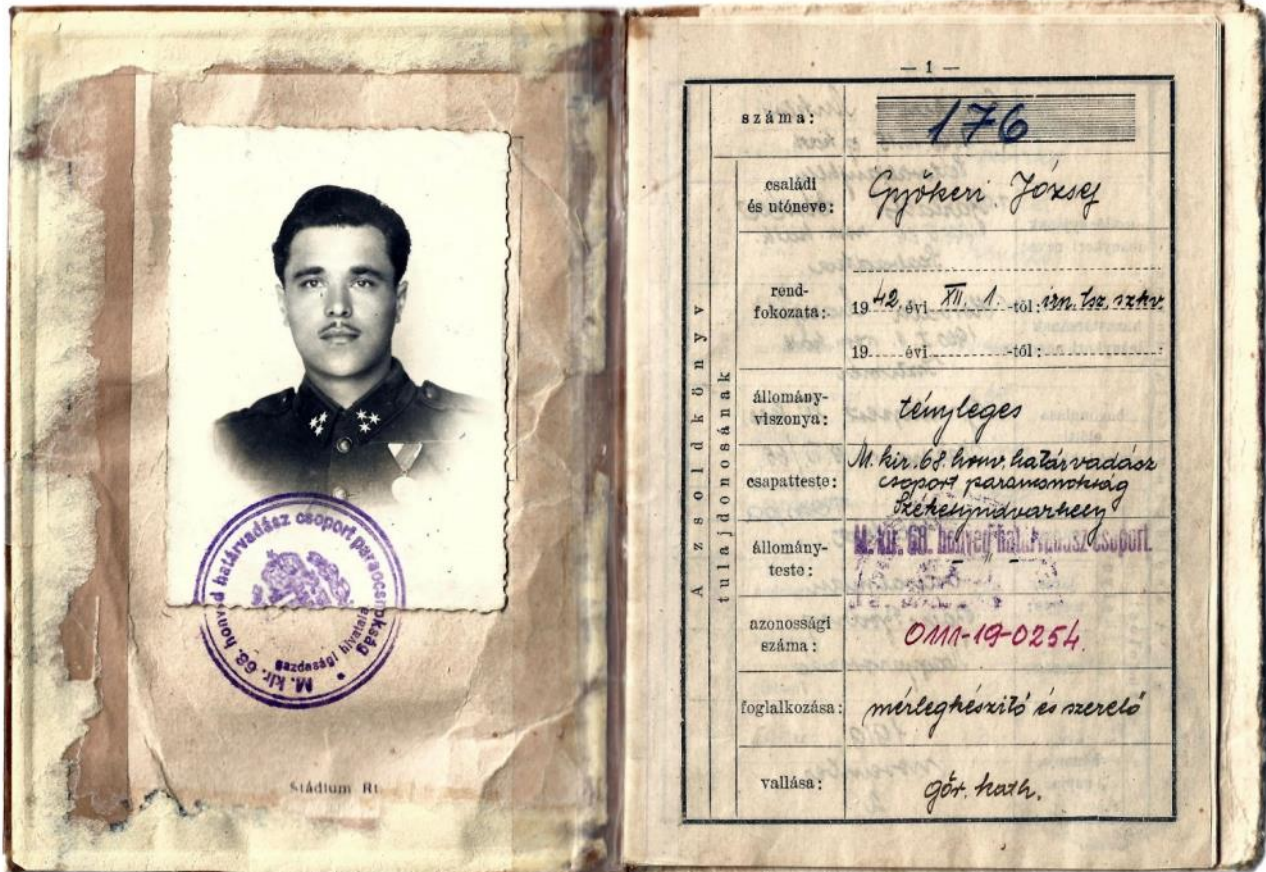 M. kir. 68. honvéd határvadász csoport parancsnokság
gazdasági hivatala
Stádium Rt
— 1 —
A zsoldkönyv
tulajdonosának
száma: 176
családi
és utóneve: Györkeri József
rend-
fokozata: 1942. évi XII. 1. -től: irn. tsz. szkv.
19 évi -től:
állomány-
viszonya: tényleges
csapatteste: M. kir. 68. honv. határvadász
csoport parancsnokság
Székelyudvarhely
állomány-
teste: M. kir. 68. honvéd határvadász csoport.
azonossági
száma: 0111-19-0254.
foglalkozása: mérlegkészitő és szerelő
vallása: gör. kath.